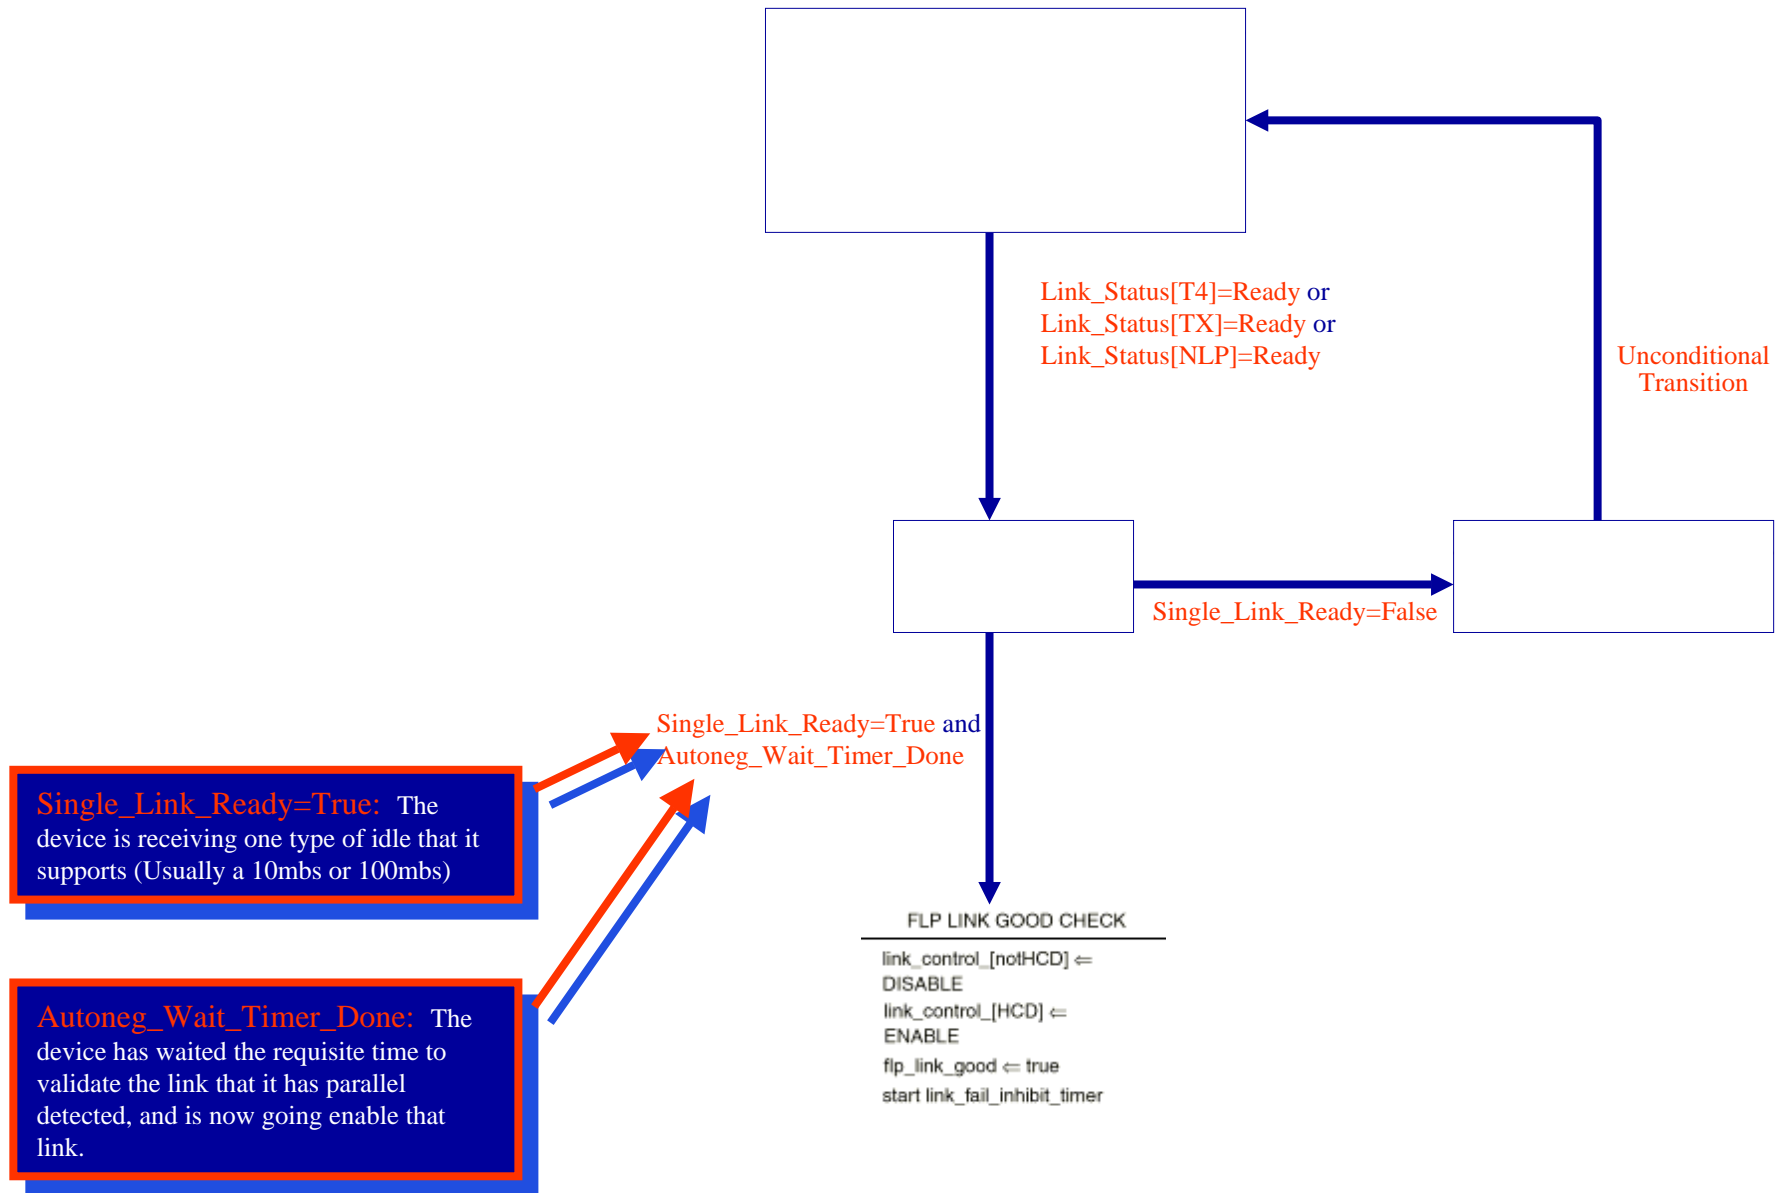 Link_Status[T4]=Ready or
Link_Status[TX]=Ready or
Link_Status[NLP]=Ready
Unconditional
Transition
Single_Link_Ready=False
Single_Link_Ready=True and
Autoneg_Wait_Timer_Done
Single_Link_Ready=True: The
device is receiving one type of idle that it
supports (Usually a 10mbs or 100mbs)
Autoneg_Wait_Timer_Done: The
device has waited the requisite time to
validate the link that it has parallel
detected, and is now going enable that
link.
FLP LINK GOOD CHECK
link_control_[notHCD] ⇐
DISABLE
link_control_[HCD] ⇐
ENABLE
flp_link_good ⇐ true
start link_fail_inhibit_timer